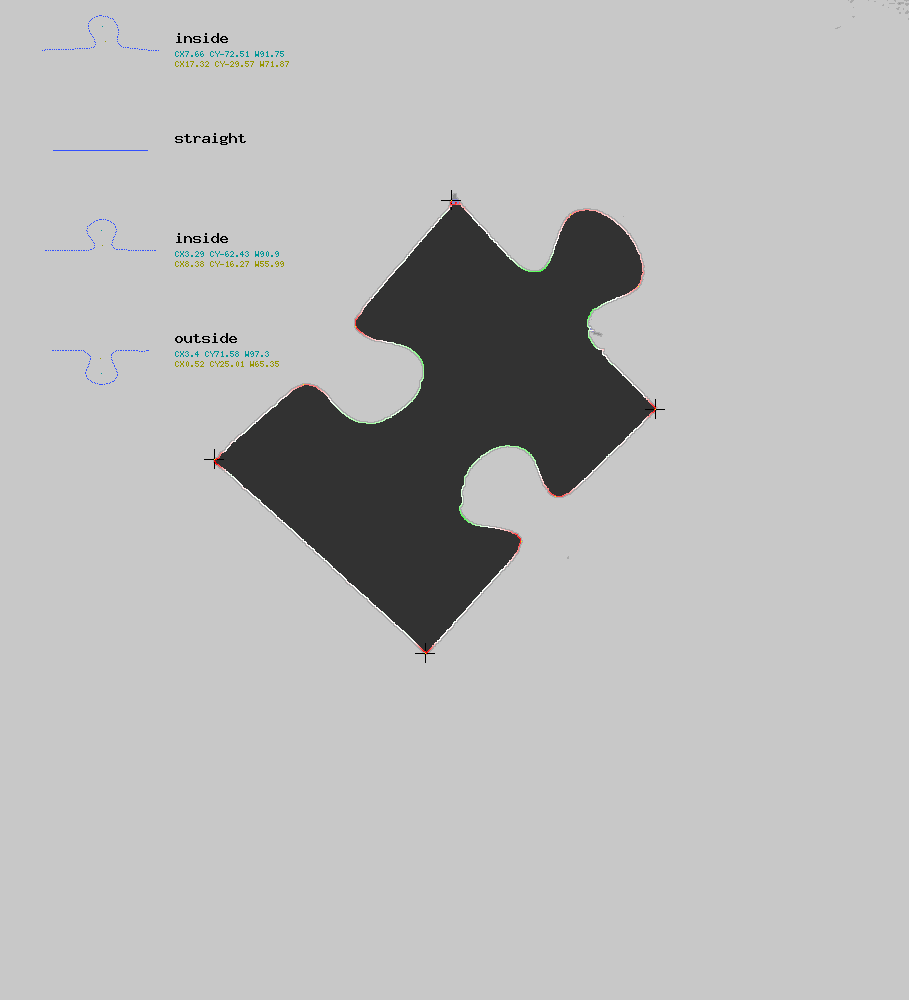 inside
CX7.66 CY-72.51 W91.75
CX17.32 CY-29.57 W71.87
straight
inside
CX3.29 CY-62.43 W90.9
CX8.38 CY-16.27 W55.99
outside
CX3.4 CY71.58 W97.3
CX0.52 CY25.01 W65.35